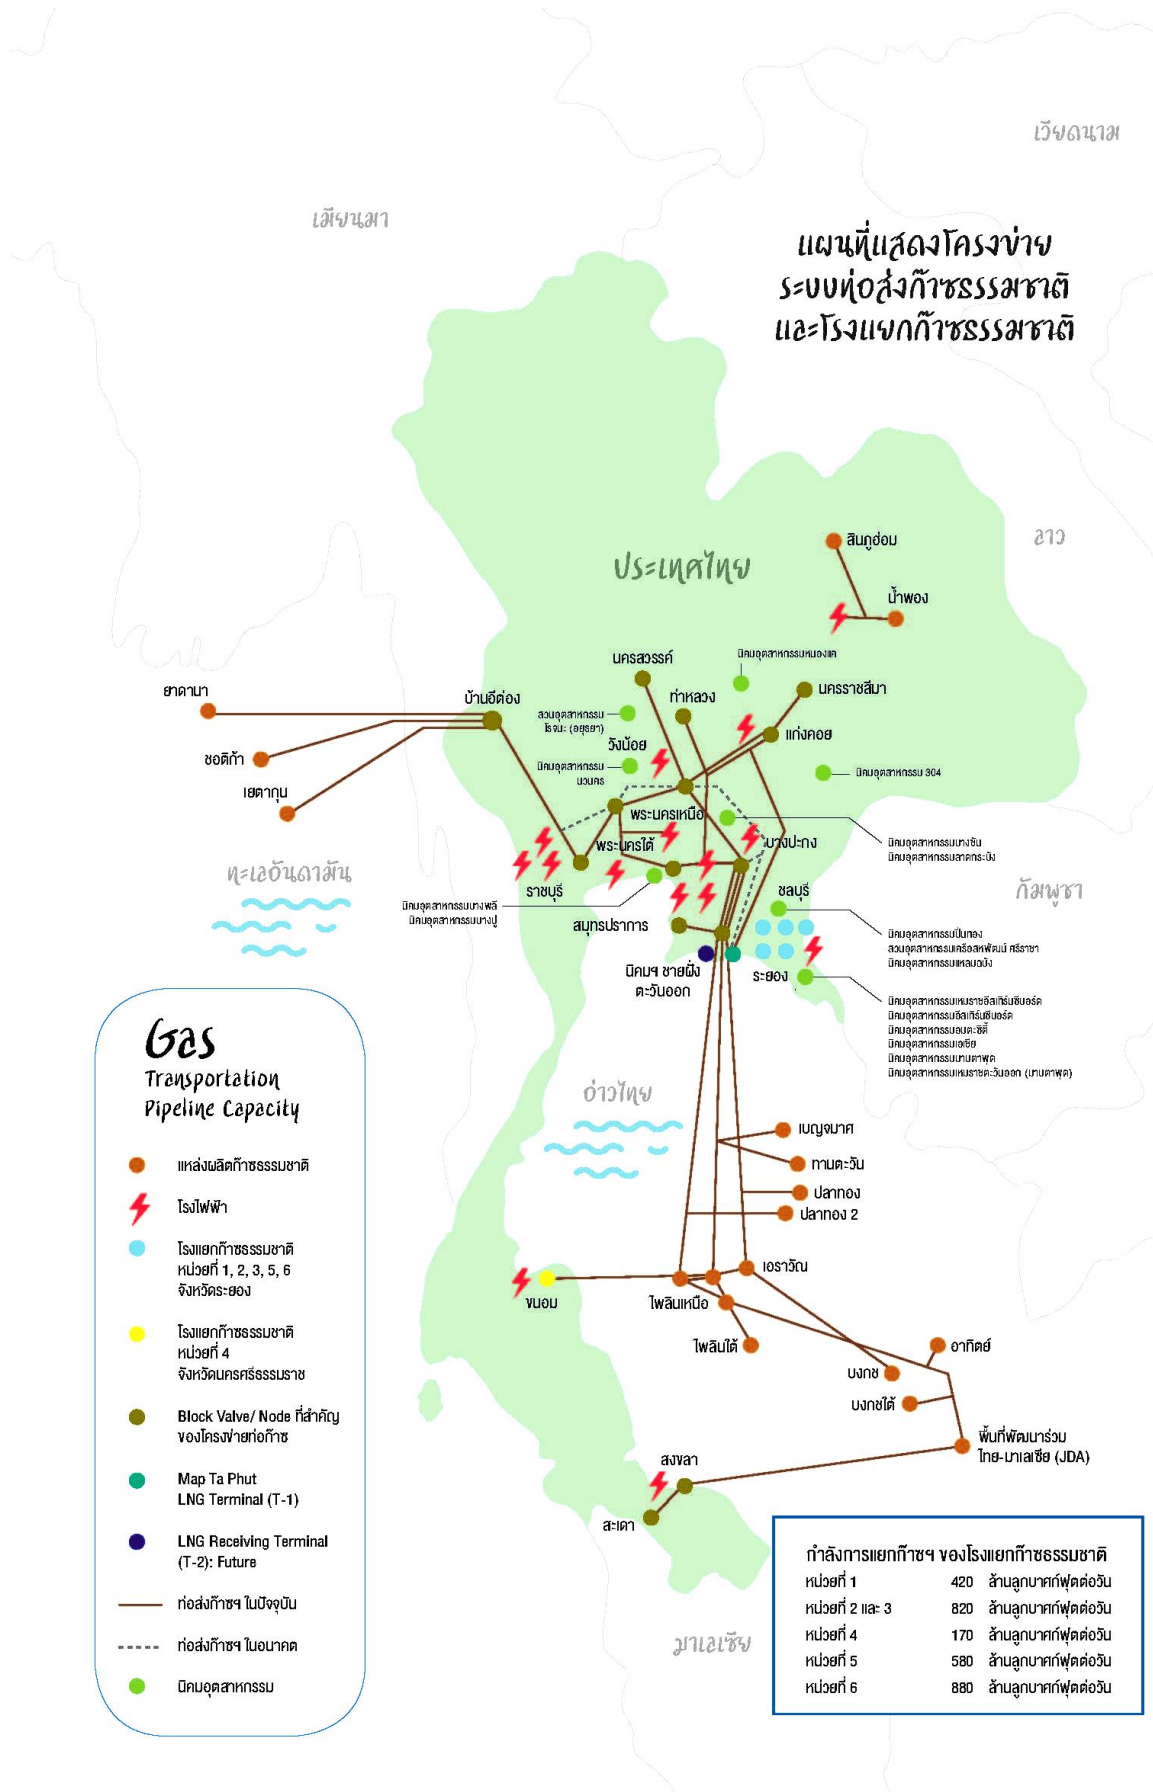 เวียดนาม
เมียนมา
แผนที่แสดงโครงข่าย
ระบบท่อส่งก๊าซธรรมชาติ
และโรงแยกก๊าซธรรมชาติ
ลาว
สินภูฮ่อม
ประเทศไทย
น้ำพอง
นครสวรรค์
นิคมอุตสาหกรรมหนองแค
ยาดานา
บ้านอีต่อง
ท่าหลวง
นครราชสีมา
สวนอุตสาหกรรม
โรจนะ (อยุธยา)
วังน้อย
แก่งคอย
ซอติก้า
นิคมอุตสาหกรรม
นวนคร
นิคมอุตสาหกรรม 304
เยตากุน
พระนครเหนือ
พระนครใต้
บางปะกง
นิคมอุตสาหกรรมบางชัน
นิคมอุตสาหกรรมลาดกระบัง
ทะเลอันดามัน
ราชบุรี
ชลบุรี
กัมพูชา
นิคมอุตสาหกรรมบางพลี
นิคมอุตสาหกรรมบางปู
สมุทรปราการ
นิคมอุตสาหกรรมปิ่นทอง
สวนอุตสาหกรรมเครือสหพัฒน์ ศรีราชา
นิคมอุตสาหกรรมแหลมฉบัง
นิคมฯ ชายฝั่ง
ตะวันออก
ระยอง
นิคมอุตสาหกรรมเหมราชอีสเทิร์นซีบอร์ด
นิคมอุตสาหกรรมอีสเทิร์นซีบอร์ด
นิคมอุตสาหกรรมอมตะซิตี้
นิคมอุตสาหกรรมเอเซีย
นิคมอุตสาหกรรมมาบตาพุด
นิคมอุตสาหกรรมเหมราชตะวันออก (มาบตาพุด)
Gas
Transportation
Pipeline Capacity
แหล่งผลิตก๊าซธรรมชาติ
โรงไฟฟ้า
โรงแยกก๊าซธรรมชาติ
หน่วยที่ 1, 2, 3, 5, 6
จังหวัดระยอง
โรงแยกก๊าซธรรมชาติ
หน่วยที่ 4
จังหวัดนครศรีธรรมราช
Block Valve/ Node ที่สำคัญ
ของโครงข่ายท่อก๊าซ
Map Ta Phut
LNG Terminal (T-1)
LNG Receiving Terminal
(T-2): Future
ท่อส่งก๊าซฯ ในปัจจุบัน
ท่อส่งก๊าซฯ ในอนาคต
นิคมอุตสาหกรรม
อ่าวไทย
เบญจมาศ
ทานตะวัน
ปลาทอง
ปลาทอง 2
เอราวัณ
ขนอม
ไพลินเหนือ
ไพลินใต้
อาทิตย์
บงกช
บงกชใต้
พื้นที่พัฒนาร่วม
ไทย-มาเลเซีย (JDA)
สงขลา
สะเดา
มาเลเซีย
กำลังการแยกก๊าซฯ ของโรงแยกก๊าซธรรมชาติ
หน่วยที่ 1 420 ล้านลูกบาศก์ฟุตต่อวัน
หน่วยที่ 2 และ 3 820 ล้านลูกบาศก์ฟุตต่อวัน
หน่วยที่ 4 170 ล้านลูกบาศก์ฟุตต่อวัน
หน่วยที่ 5 580 ล้านลูกบาศก์ฟุตต่อวัน
หน่วยที่ 6 880 ล้านลูกบาศก์ฟุตต่อวัน